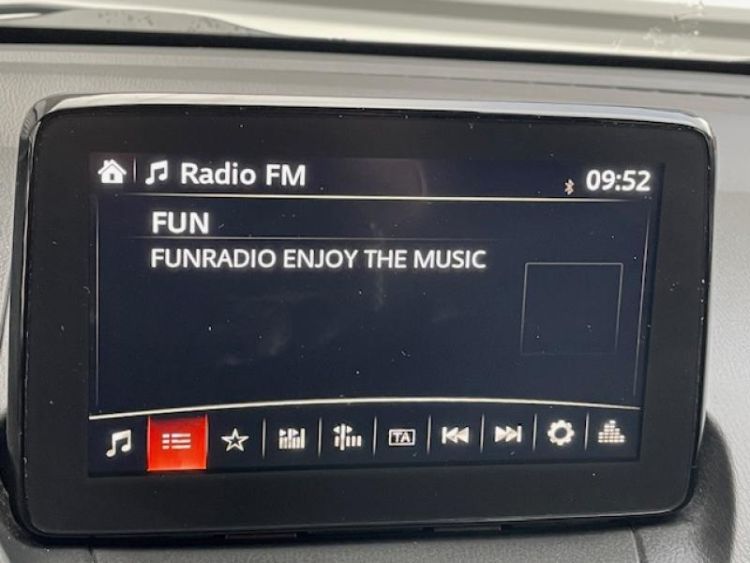 Radio FM
09:52
FUN
FUNRADIO ENJOY THE MUSIC
TA